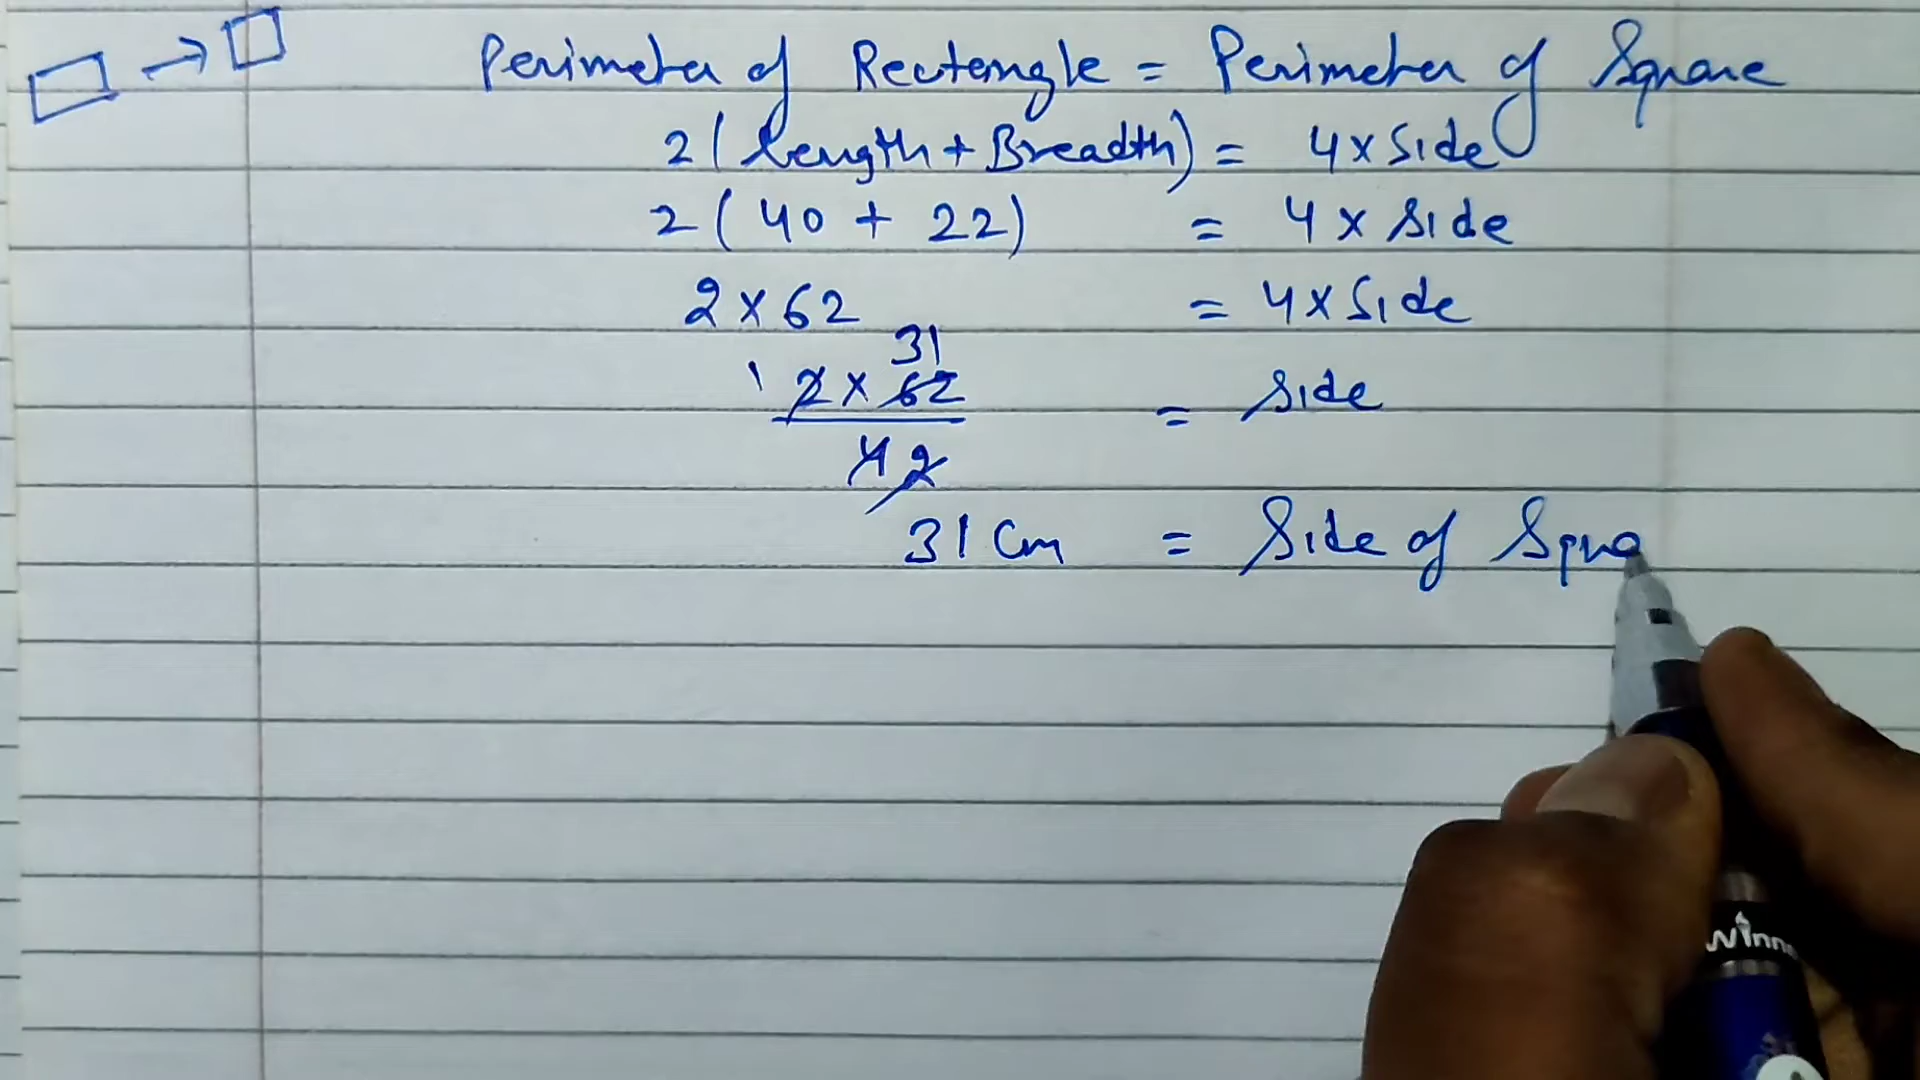 Perimeter of Rectangle = Perimeter of Square
2(Length + Breadth) = 4 x side
2(40 + 22) = 4 x side
2 x 62 = 4 x Side
31
1 2 x 62 = side
4 2
31 Cm = Side of Squa
Winn